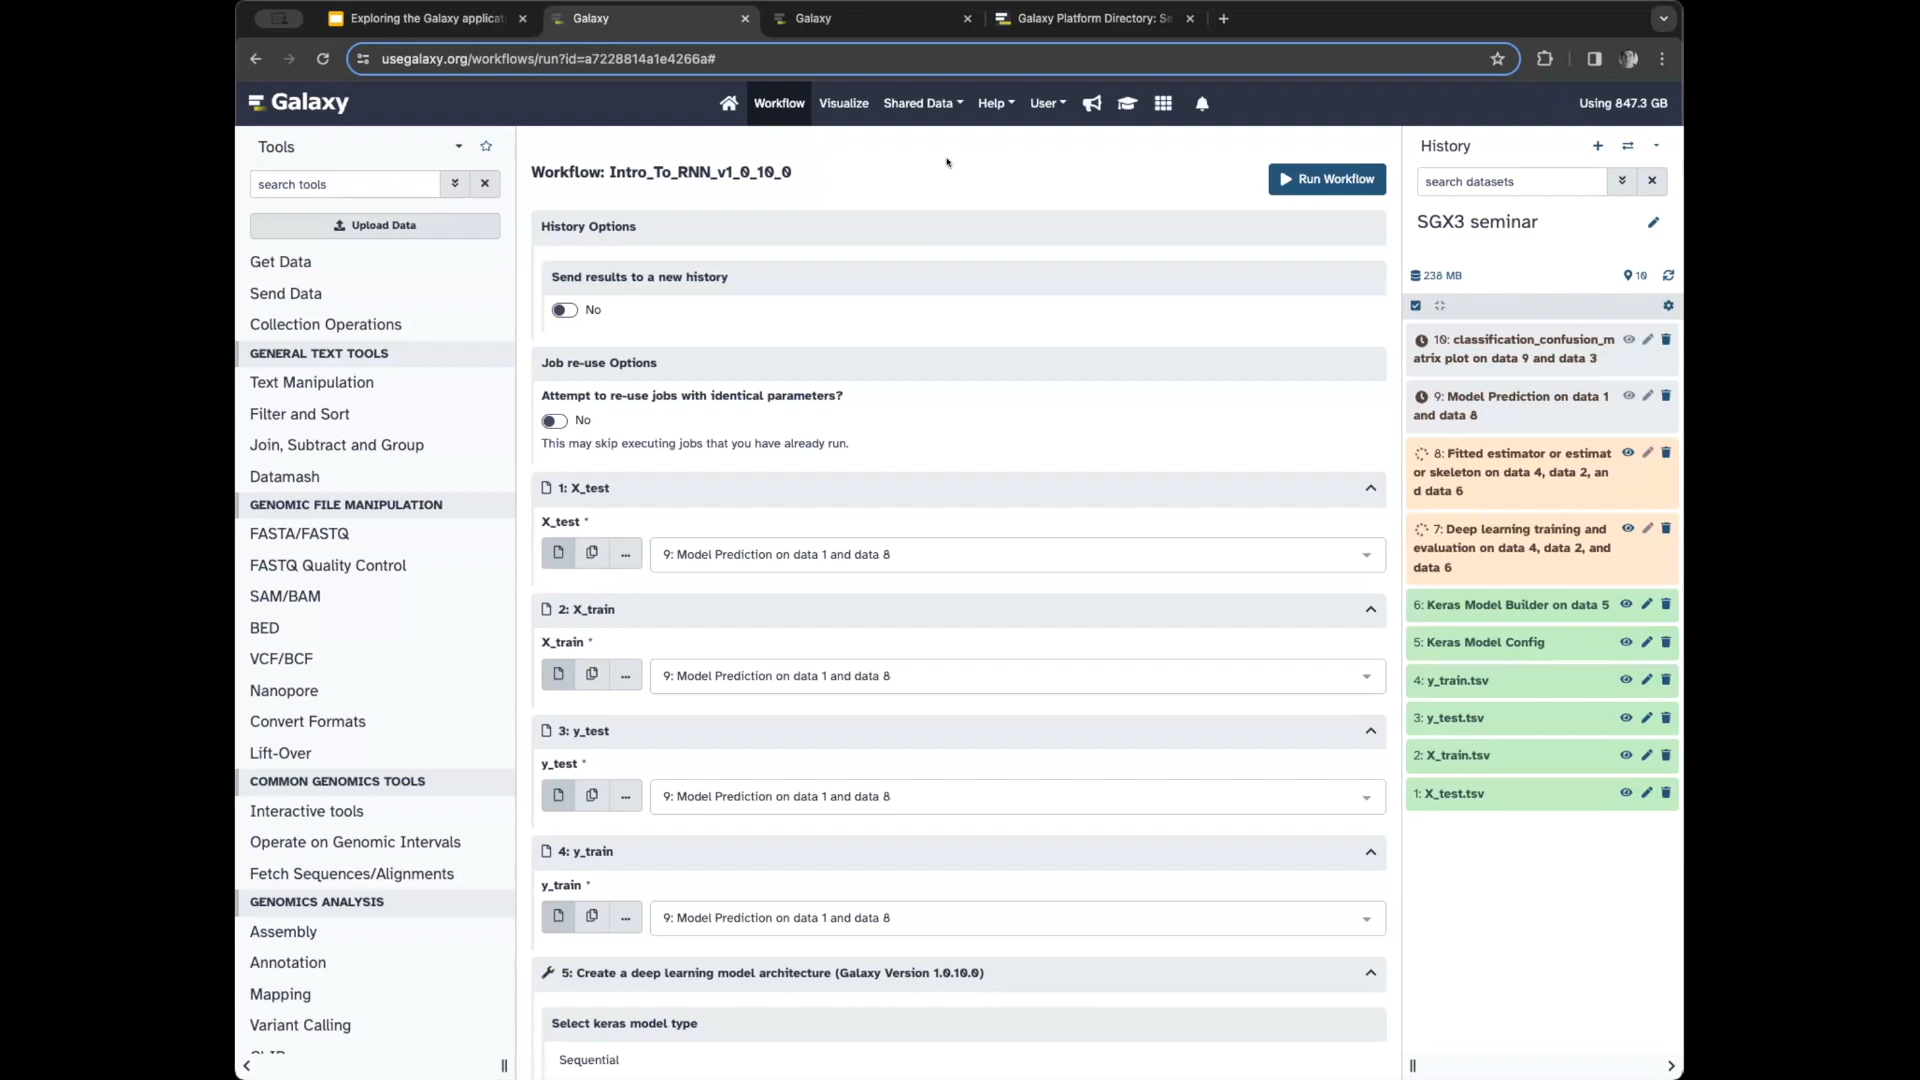 Exploring the Galaxy applicat
Galaxy
Galaxy
Galaxy Platform Directory: Se
usegalaxy.org/workflows/run?id=a7228814a1e4266a#
Galaxy
Workflow
Visualize
Shared Data
Help
User
Using 847.3 GB
Tools
search tools
Upload Data
Get Data
Send Data
Collection Operations
GENERAL TEXT TOOLS
Text Manipulation
Filter and Sort
Join, Subtract and Group
Datamash
GENOMIC FILE MANIPULATION
FASTA/FASTQ
FASTQ Quality Control
SAM/BAM
BED
VCF/BCF
Nanopore
Convert Formats
Lift-Over
COMMON GENOMICS TOOLS
Interactive tools
Operate on Genomic Intervals
Fetch Sequences/Alignments
GENOMICS ANALYSIS
Assembly
Annotation
Mapping
Variant Calling
Workflow: Intro_To_RNN_v1_0_10_0
Run Workflow
History Options
Send results to a new history
No
Job re-use Options
Attempt to re-use jobs with identical parameters?
No
This may skip executing jobs that you have already run.
1: X_test
X_test *
9: Model Prediction on data 1 and data 8
2: X_train
X_train *
9: Model Prediction on data 1 and data 8
3: y_test
y_test *
9: Model Prediction on data 1 and data 8
4: y_train
y_train *
9: Model Prediction on data 1 and data 8
5: Create a deep learning model architecture (Galaxy Version 1.0.10.0)
Select keras model type
Sequential
History
search datasets
SGX3 seminar
238 MB
10
10: classification_confusion_m
atrix plot on data 9 and data 3
9: Model Prediction on data 1
and data 8
8: Fitted estimator or estimat
or skeleton on data 4, data 2, an
d data 6
7: Deep learning training and
evaluation on data 4, data 2, and
data 6
6: Keras Model Builder on data 5
5: Keras Model Config
4: y_train.tsv
3: y_test.tsv
2: X_train.tsv
1: X_test.tsv